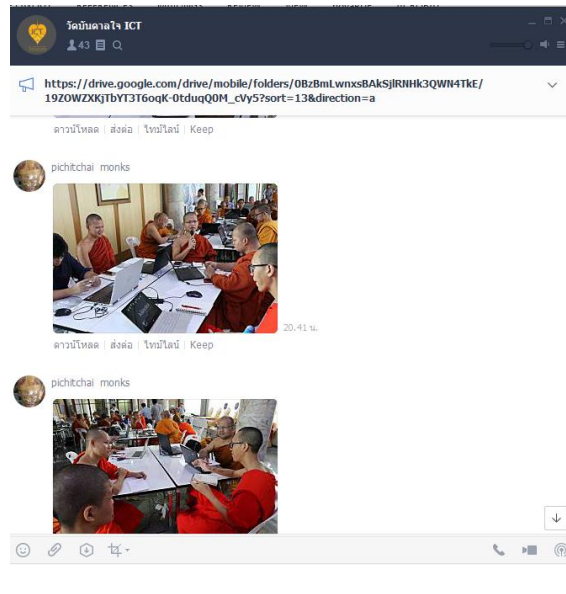 วัดบันดาลใจ ICT
43
https://drive.google.com/drive/mobile/folders/0BzBmLwnxsBAkSjlRNHk3QWN4TkE/
19ZOWZXKjTbYT3T6oqK-0tduqQ0M_cVy5?sort=13&direction=a
ดาวน์โหลด | ส่งต่อ | ไทม์ไลน์ | Keep
pichitchai monks
20.41 น.
ดาวน์โหลด | ส่งต่อ | ไทม์ไลน์ | Keep
pichitchai monks